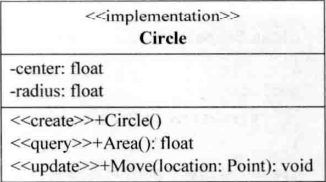 <<implementation>>
Circle
-center: float
-radius: float
<<create>>+Circle()
<<query>>+Area(): float
<<update>>+Move(location: Point): void